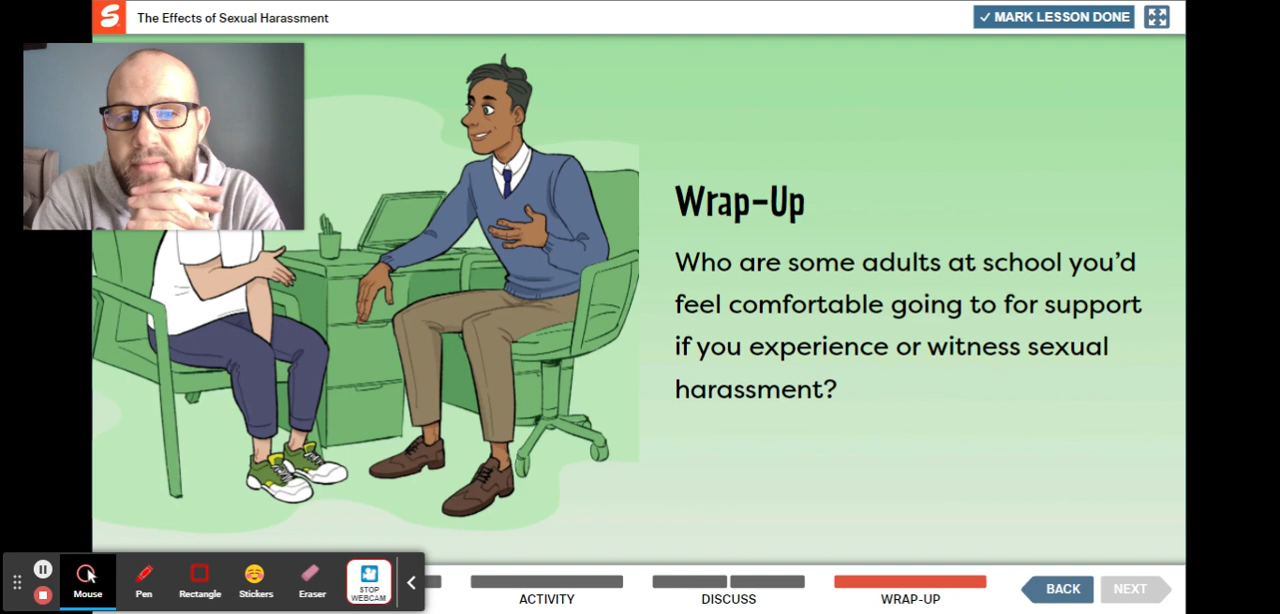 The Effects of Sexual Harassment
✓ MARK LESSON DONE
Wrap-Up
Who are some adults at school you’d
feel comfortable going to for support
if you experience or witness sexual
harassment?
Mouse
Pen
Rectangle
Stickers
Eraser
STOP
WEBCAM
ACTIVITY
DISCUSS
WRAP-UP
BACK
NEXT